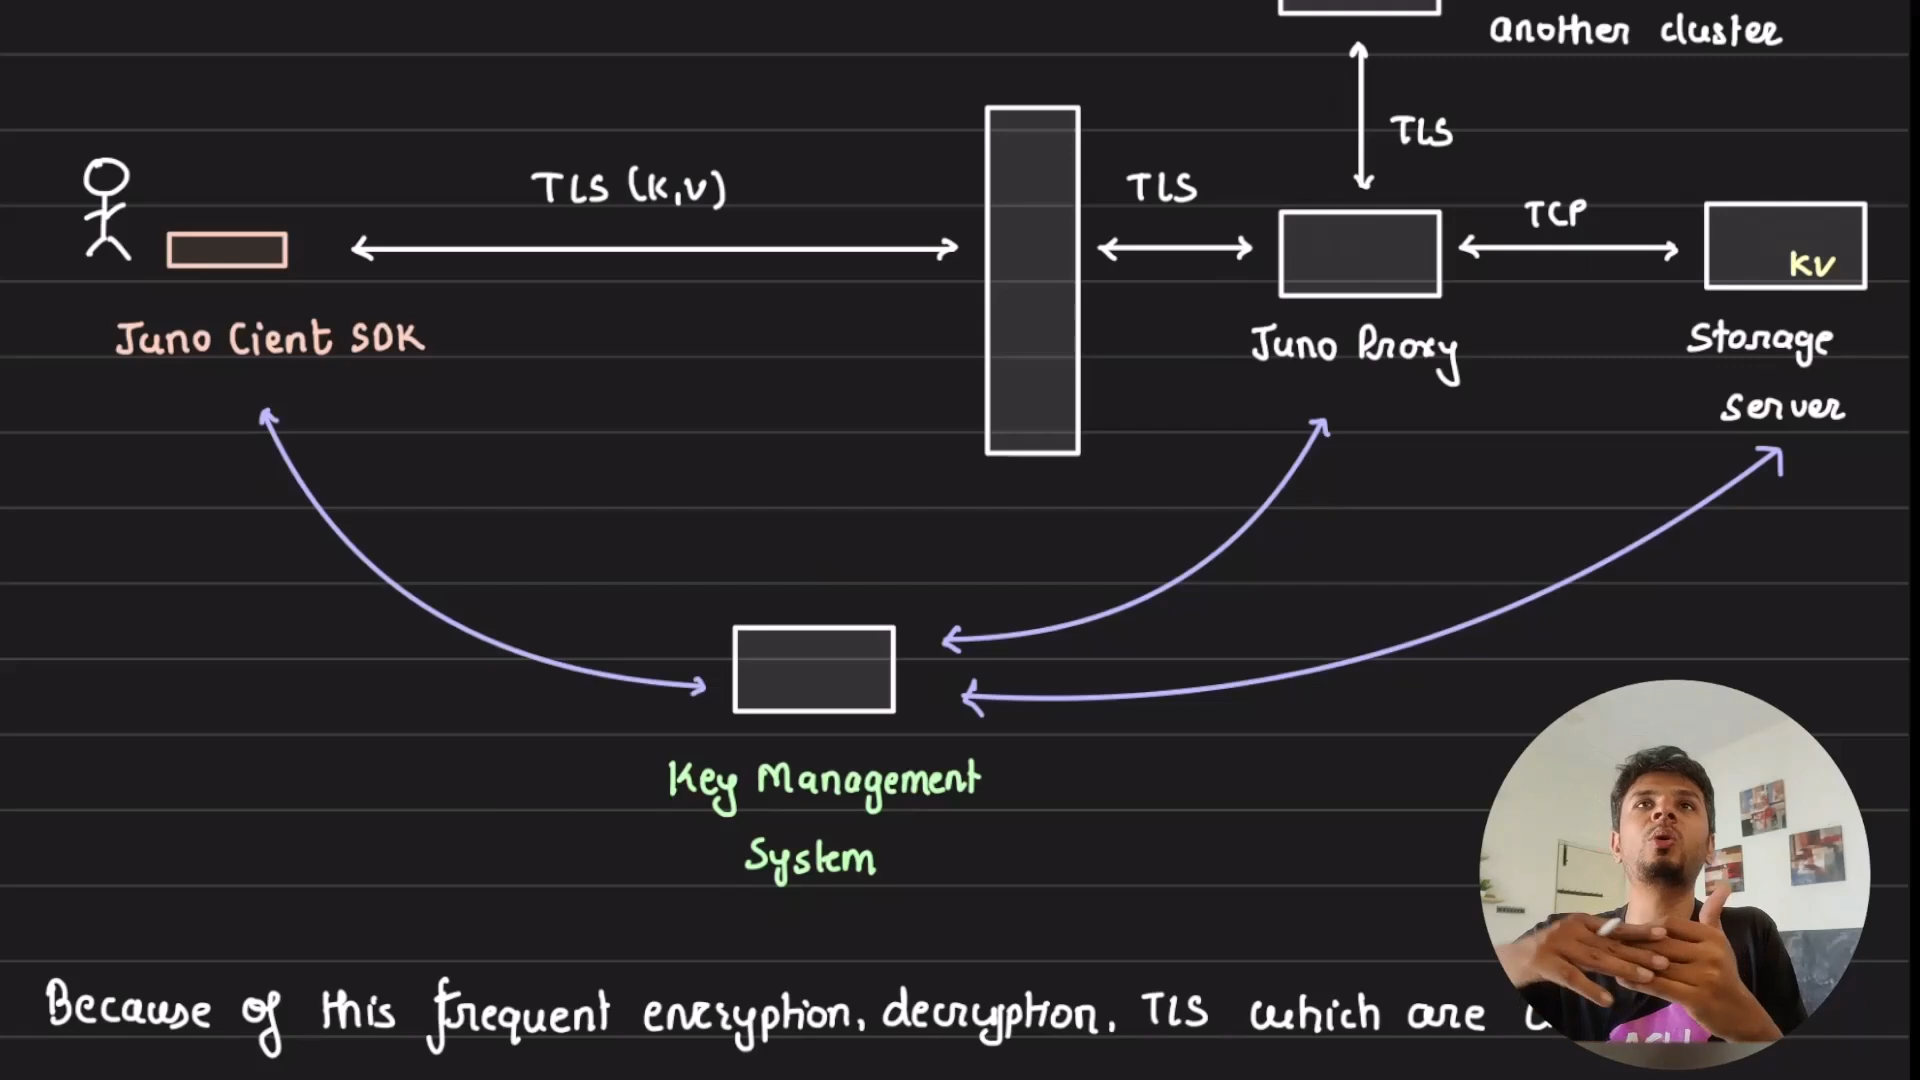 another cluster
TLS
TLS (K,V)
TLS
TCP
KV
Juno Cient SDK
Juno Proxy
Storage
Server
Key Management
System
Because of this frequent encryption, decryption, TLS which are